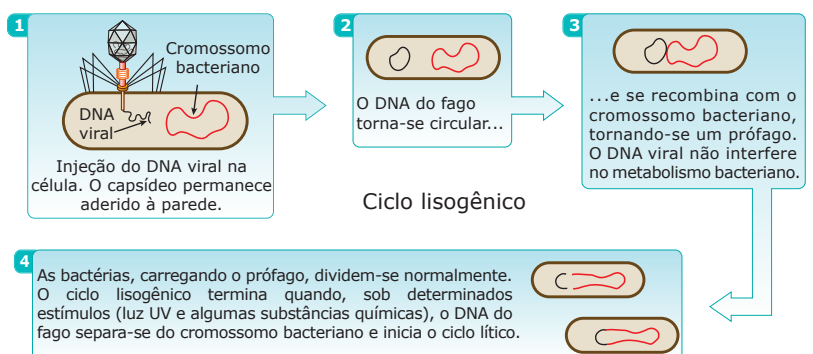 1
Cromossomo
bacteriano
DNA
viral
Injeção do DNA viral na
célula. O capsídeo permanece
aderido à parede.
2
O DNA do fago
torna-se circular...
3
...e se recombina com o
cromossomo bacteriano,
tornando-se um prófago.
O DNA viral não interfere
no metabolismo bacteriano.
Ciclo lisogênico
4
As bactérias, carregando o prófago, dividem-se normalmente.
O ciclo lisogênico termina quando, sob determinados
estímulos (luz UV e algumas substâncias químicas), o DNA do
fago separa-se do cromossomo bacteriano e inicia o ciclo lítico.